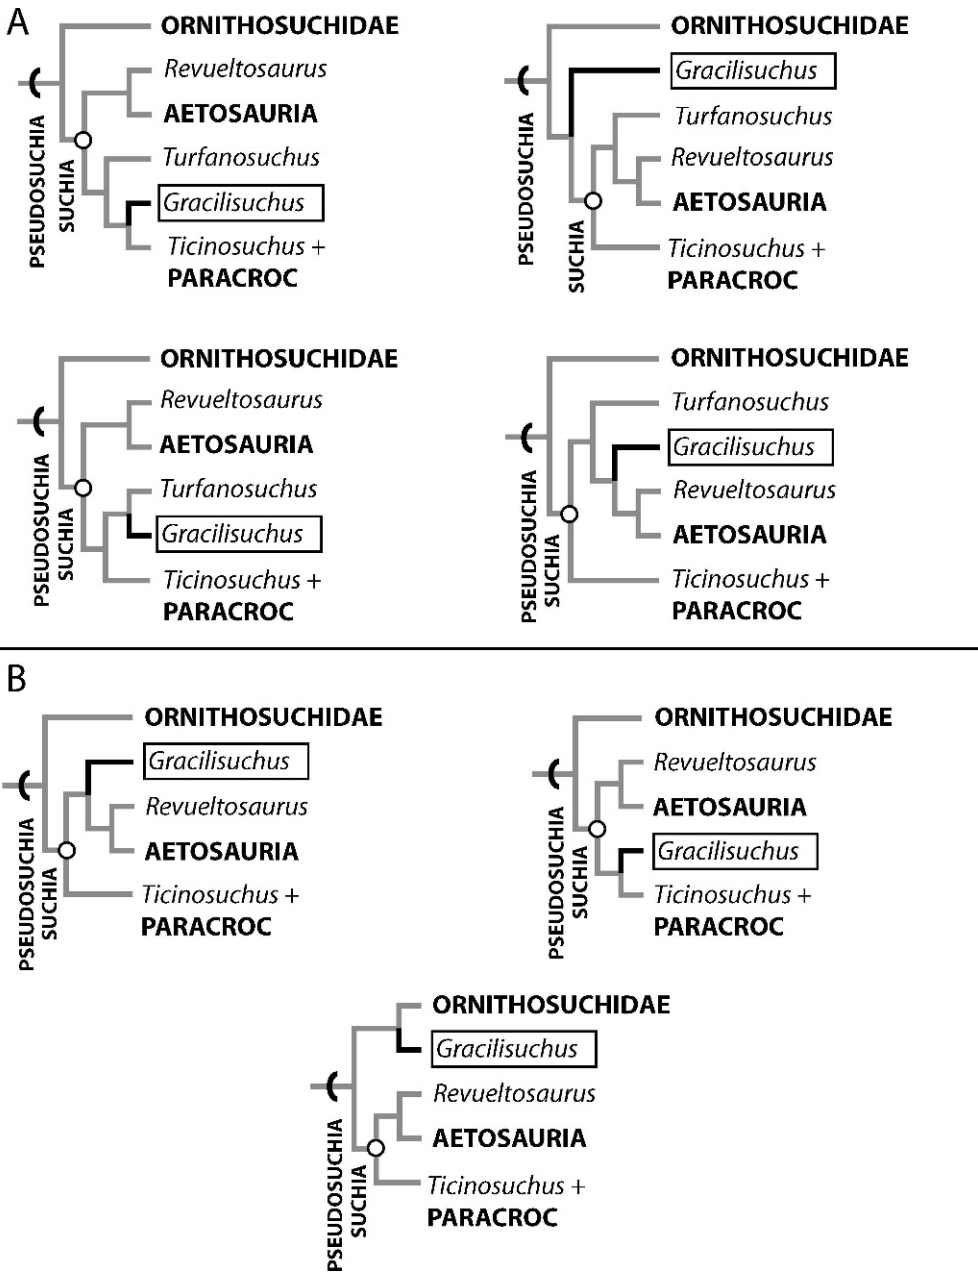 A
ORNITHOSUCHIDAE
Revueltosaurus
AETOSAURIA
Turfanosuchus
Gracilisuchus
Ticinosuchus +
PARACROC
PSEUDOSUCHIA
SUCHIA
ORNITHOSUCHIDAE
Gracilisuchus
Turfanosuchus
Revueltosaurus
AETOSAURIA
Ticinosuchus +
PARACROC
PSEUDOSUCHIA
SUCHIA
ORNITHOSUCHIDAE
Revueltosaurus
AETOSAURIA
Turfanosuchus
Gracilisuchus
Ticinosuchus +
PARACROC
PSEUDOSUCHIA
SUCHIA
ORNITHOSUCHIDAE
Turfanosuchus
Gracilisuchus
Revueltosaurus
AETOSAURIA
Ticinosuchus +
PARACROC
PSEUDOSUCHIA
SUCHIA
B
ORNITHOSUCHIDAE
Gracilisuchus
Revueltosaurus
AETOSAURIA
Ticinosuchus +
PARACROC
PSEUDOSUCHIA
SUCHIA
ORNITHOSUCHIDAE
Revueltosaurus
AETOSAURIA
Gracilisuchus
Ticinosuchus +
PARACROC
PSEUDOSUCHIA
SUCHIA
ORNITHOSUCHIDAE
Gracilisuchus
Revueltosaurus
AETOSAURIA
Ticinosuchus +
PARACROC
PSEUDOSUCHIA
SUCHIA